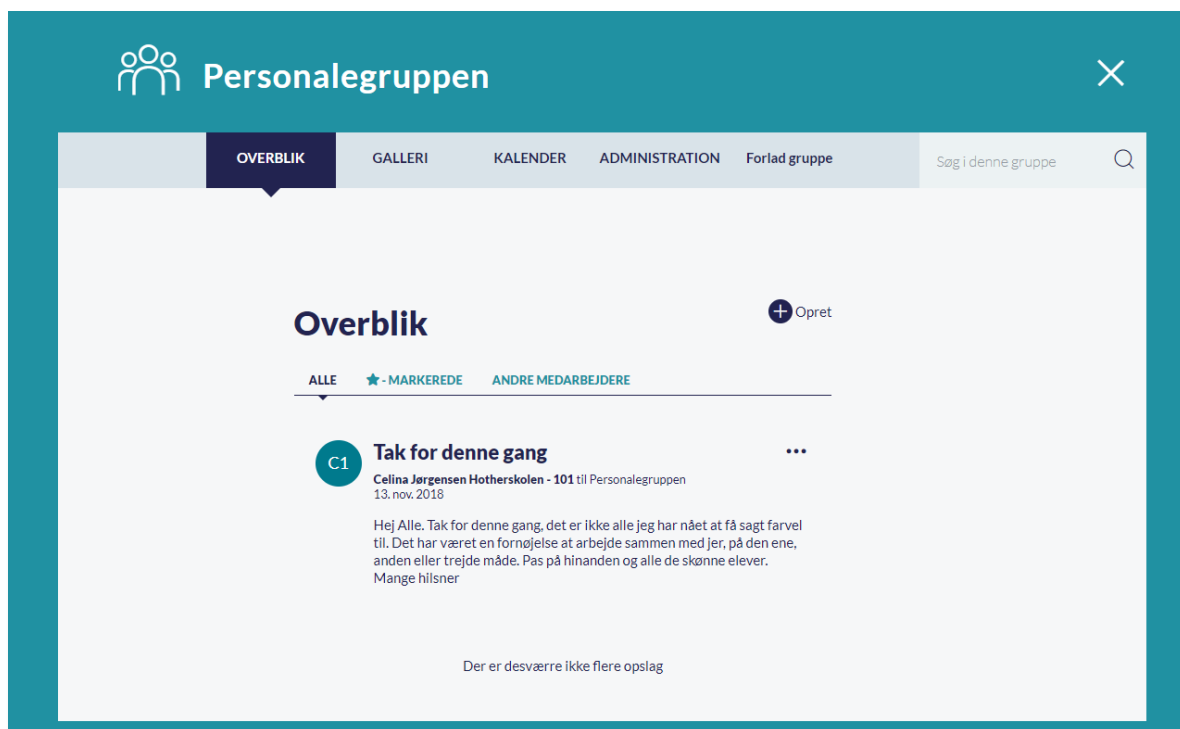 Personalegruppen
OVERBLIK GALLERI KALENDER ADMINISTRATION Forlad gruppe Søg i denne gruppe
Overblik
Opret
ALLE ★ - MARKEREDE ANDRE MEDARBEJDERE
C1
Tak for denne gang
Celina Jørgensen Hotherskolen - 101 til Personalegruppen
13. nov. 2018
Hej Alle. Tak for denne gang, det er ikke alle jeg har nået at få sagt farvel
til. Det har været en fornøjelse at arbejde sammen med jer, på den ene,
anden eller trejde måde. Pas på hinanden og alle de skønne elever.
Mange hilsner
Der er desværre ikke flere opslag